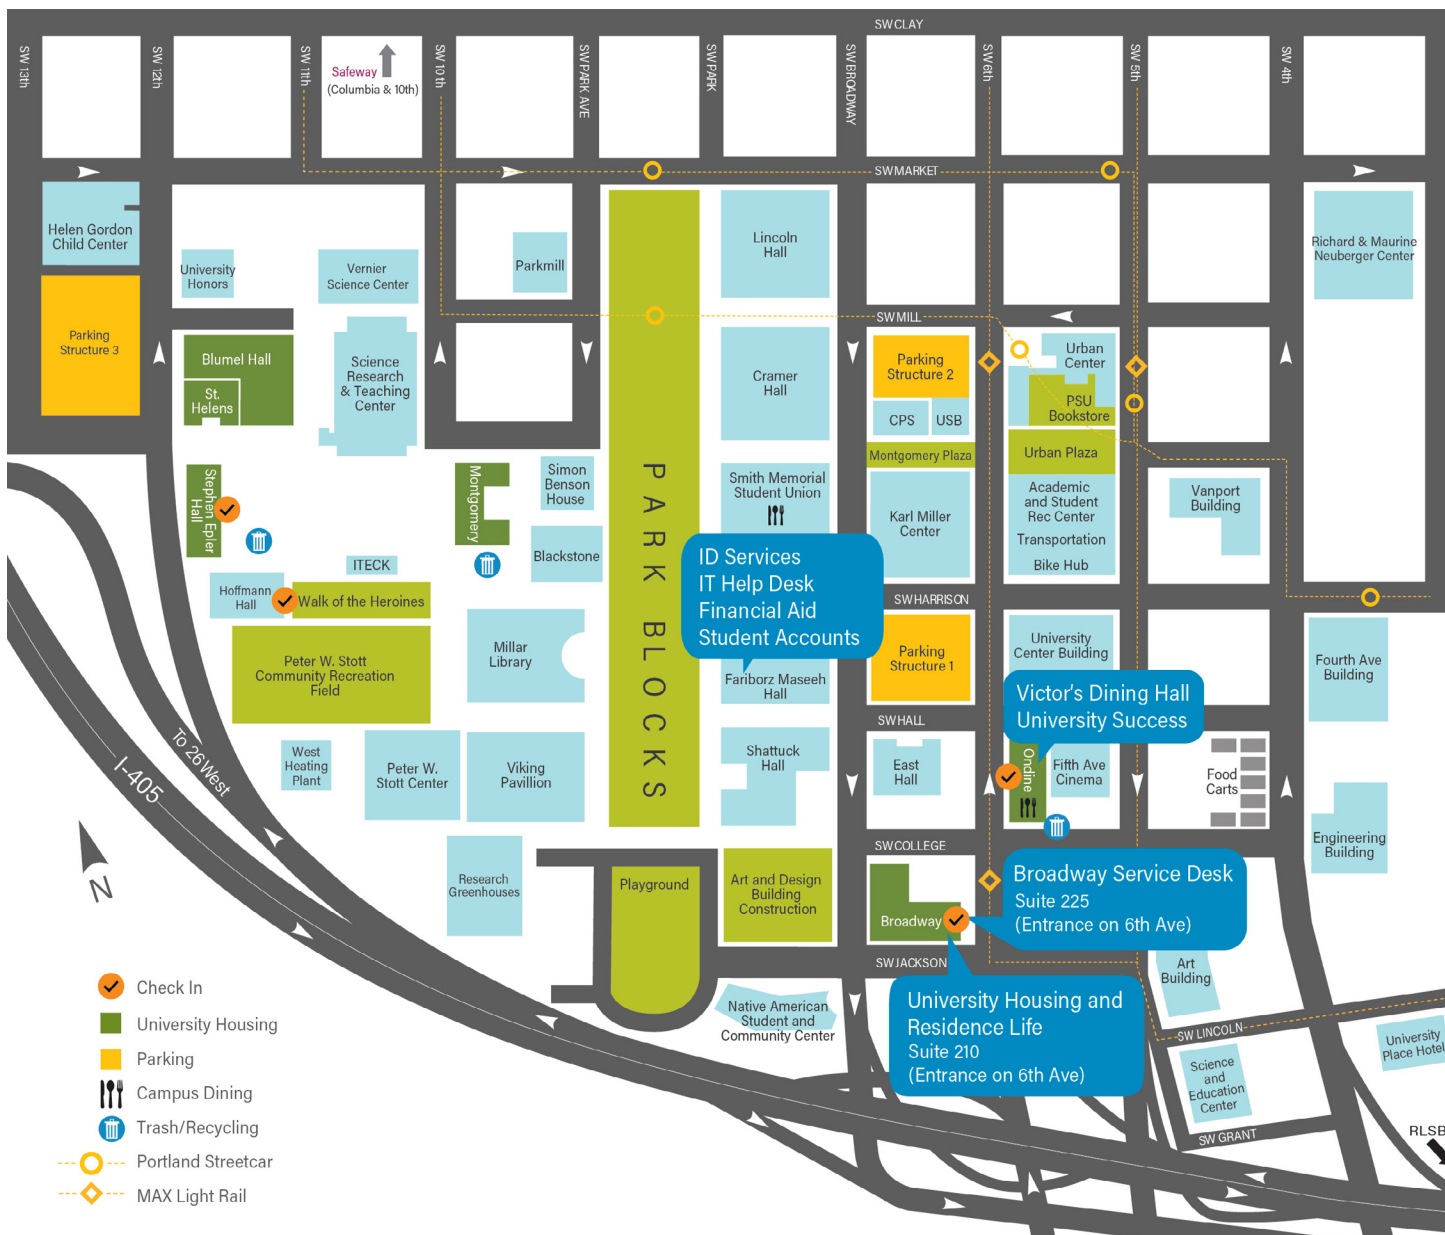 SW CLAY
SW 13th
SW 12th
SW 11th
SW 10th
SW PARK AVE
SW PARK
SW BROADWAY
SW 6th
SW 5th
SW 4th
Safeway
(Columbia & 10th)
SW MARKET
Helen Gordon
Child Center
University
Honors
Vernier
Science Center
Parkmill
Lincoln
Hall
Richard & Maurine
Neuberger Center
SW MILL
Parking
Structure 3
Blumel Hall
St.
Helens
Science
Research
& Teaching
Center
Cramer
Hall
Parking
Structure 2
CPS
USB
Urban
Center
PSU
Bookstore
Montgomery Plaza
Urban Plaza
Stephen Epler
Hall
Montgomery
Simon
Benson
House
Blackstone
PARK BLOCKS
Smith Memorial
Student Union
Karl Miller
Center
Academic
and Student
Rec Center
Transportation
Bike Hub
Vanport
Building
ITECK
Hoffmann
Hall
Walk of the Heroines
ID Services
IT Help Desk
Financial Aid
Student Accounts
SW HARRISON
Peter W. Stott
Community Recreation
Field
Millar
Library
Fariborz Maseeh
Hall
Parking
Structure 1
University
Center Building
Fourth Ave
Building
Victor's Dining Hall
University Success
SW HALL
To 26 West
I-405
West
Heating
Plant
Peter W.
Stott Center
Viking
Pavilion
Shattuck
Hall
East
Hall
Ondine
Fifth Ave
Cinema
Food
Carts
Engineering
Building
SW COLLEGE
N
Research
Greenhouses
Playground
Art and Design
Building
Construction
Broadway
Broadway Service Desk
Suite 225
(Entrance on 6th Ave)
SW JACKSON
Art
Building
Native American
Student and
Community Center
University Housing and
Residence Life
Suite 210
(Entrance on 6th Ave)
SW LINCOLN
University
Place Hotel
Science
and
Education
Center
SW GRANT
RLSB
Check In
University Housing
Parking
Campus Dining
Trash/Recycling
Portland Streetcar
MAX Light Rail